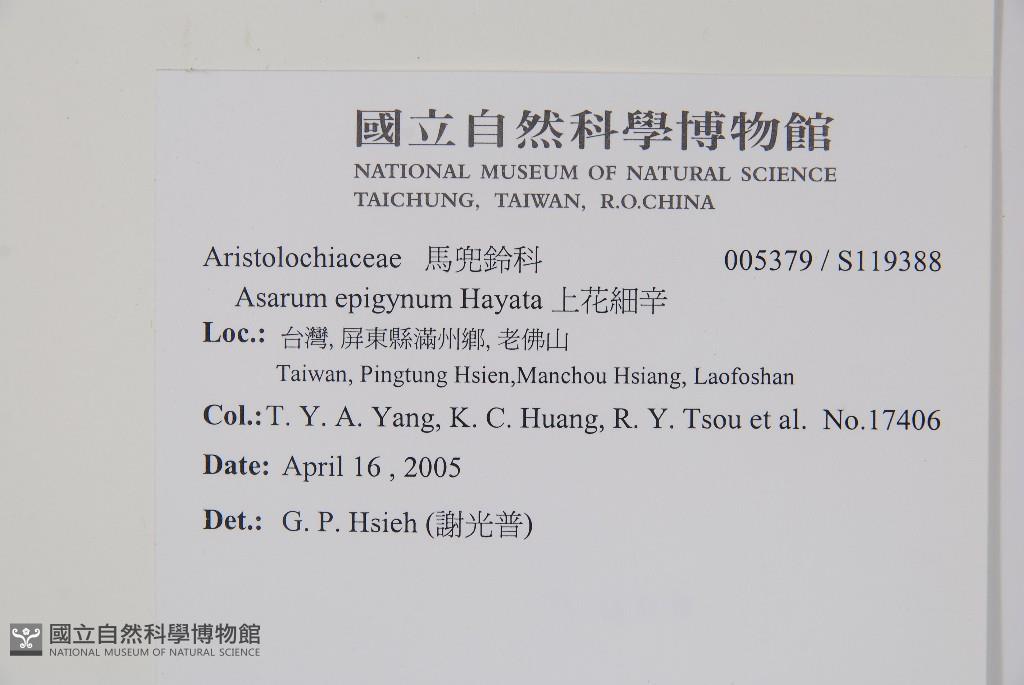 國立自然科學博物館
NATIONAL MUSEUM OF NATURAL SCIENCE
TAICHUNG, TAIWAN, R.O.CHINA
Aristolochiaceae 馬兜鈴科 005379 / S119388
Asarum epigynum Hayata 上花細辛
Loc.: 台灣, 屏東縣滿州鄉, 老佛山
Taiwan, Pingtung Hsien,Manchou Hsiang, Laofoshan
Col.: T. Y. A. Yang, K. C. Huang, R. Y. Tsou et al. No.17406
Date: April 16 , 2005
Det.: G. P. Hsieh (謝光普)
國立自然科學博物館
NATIONAL MUSEUM OF NATURAL SCIENCE